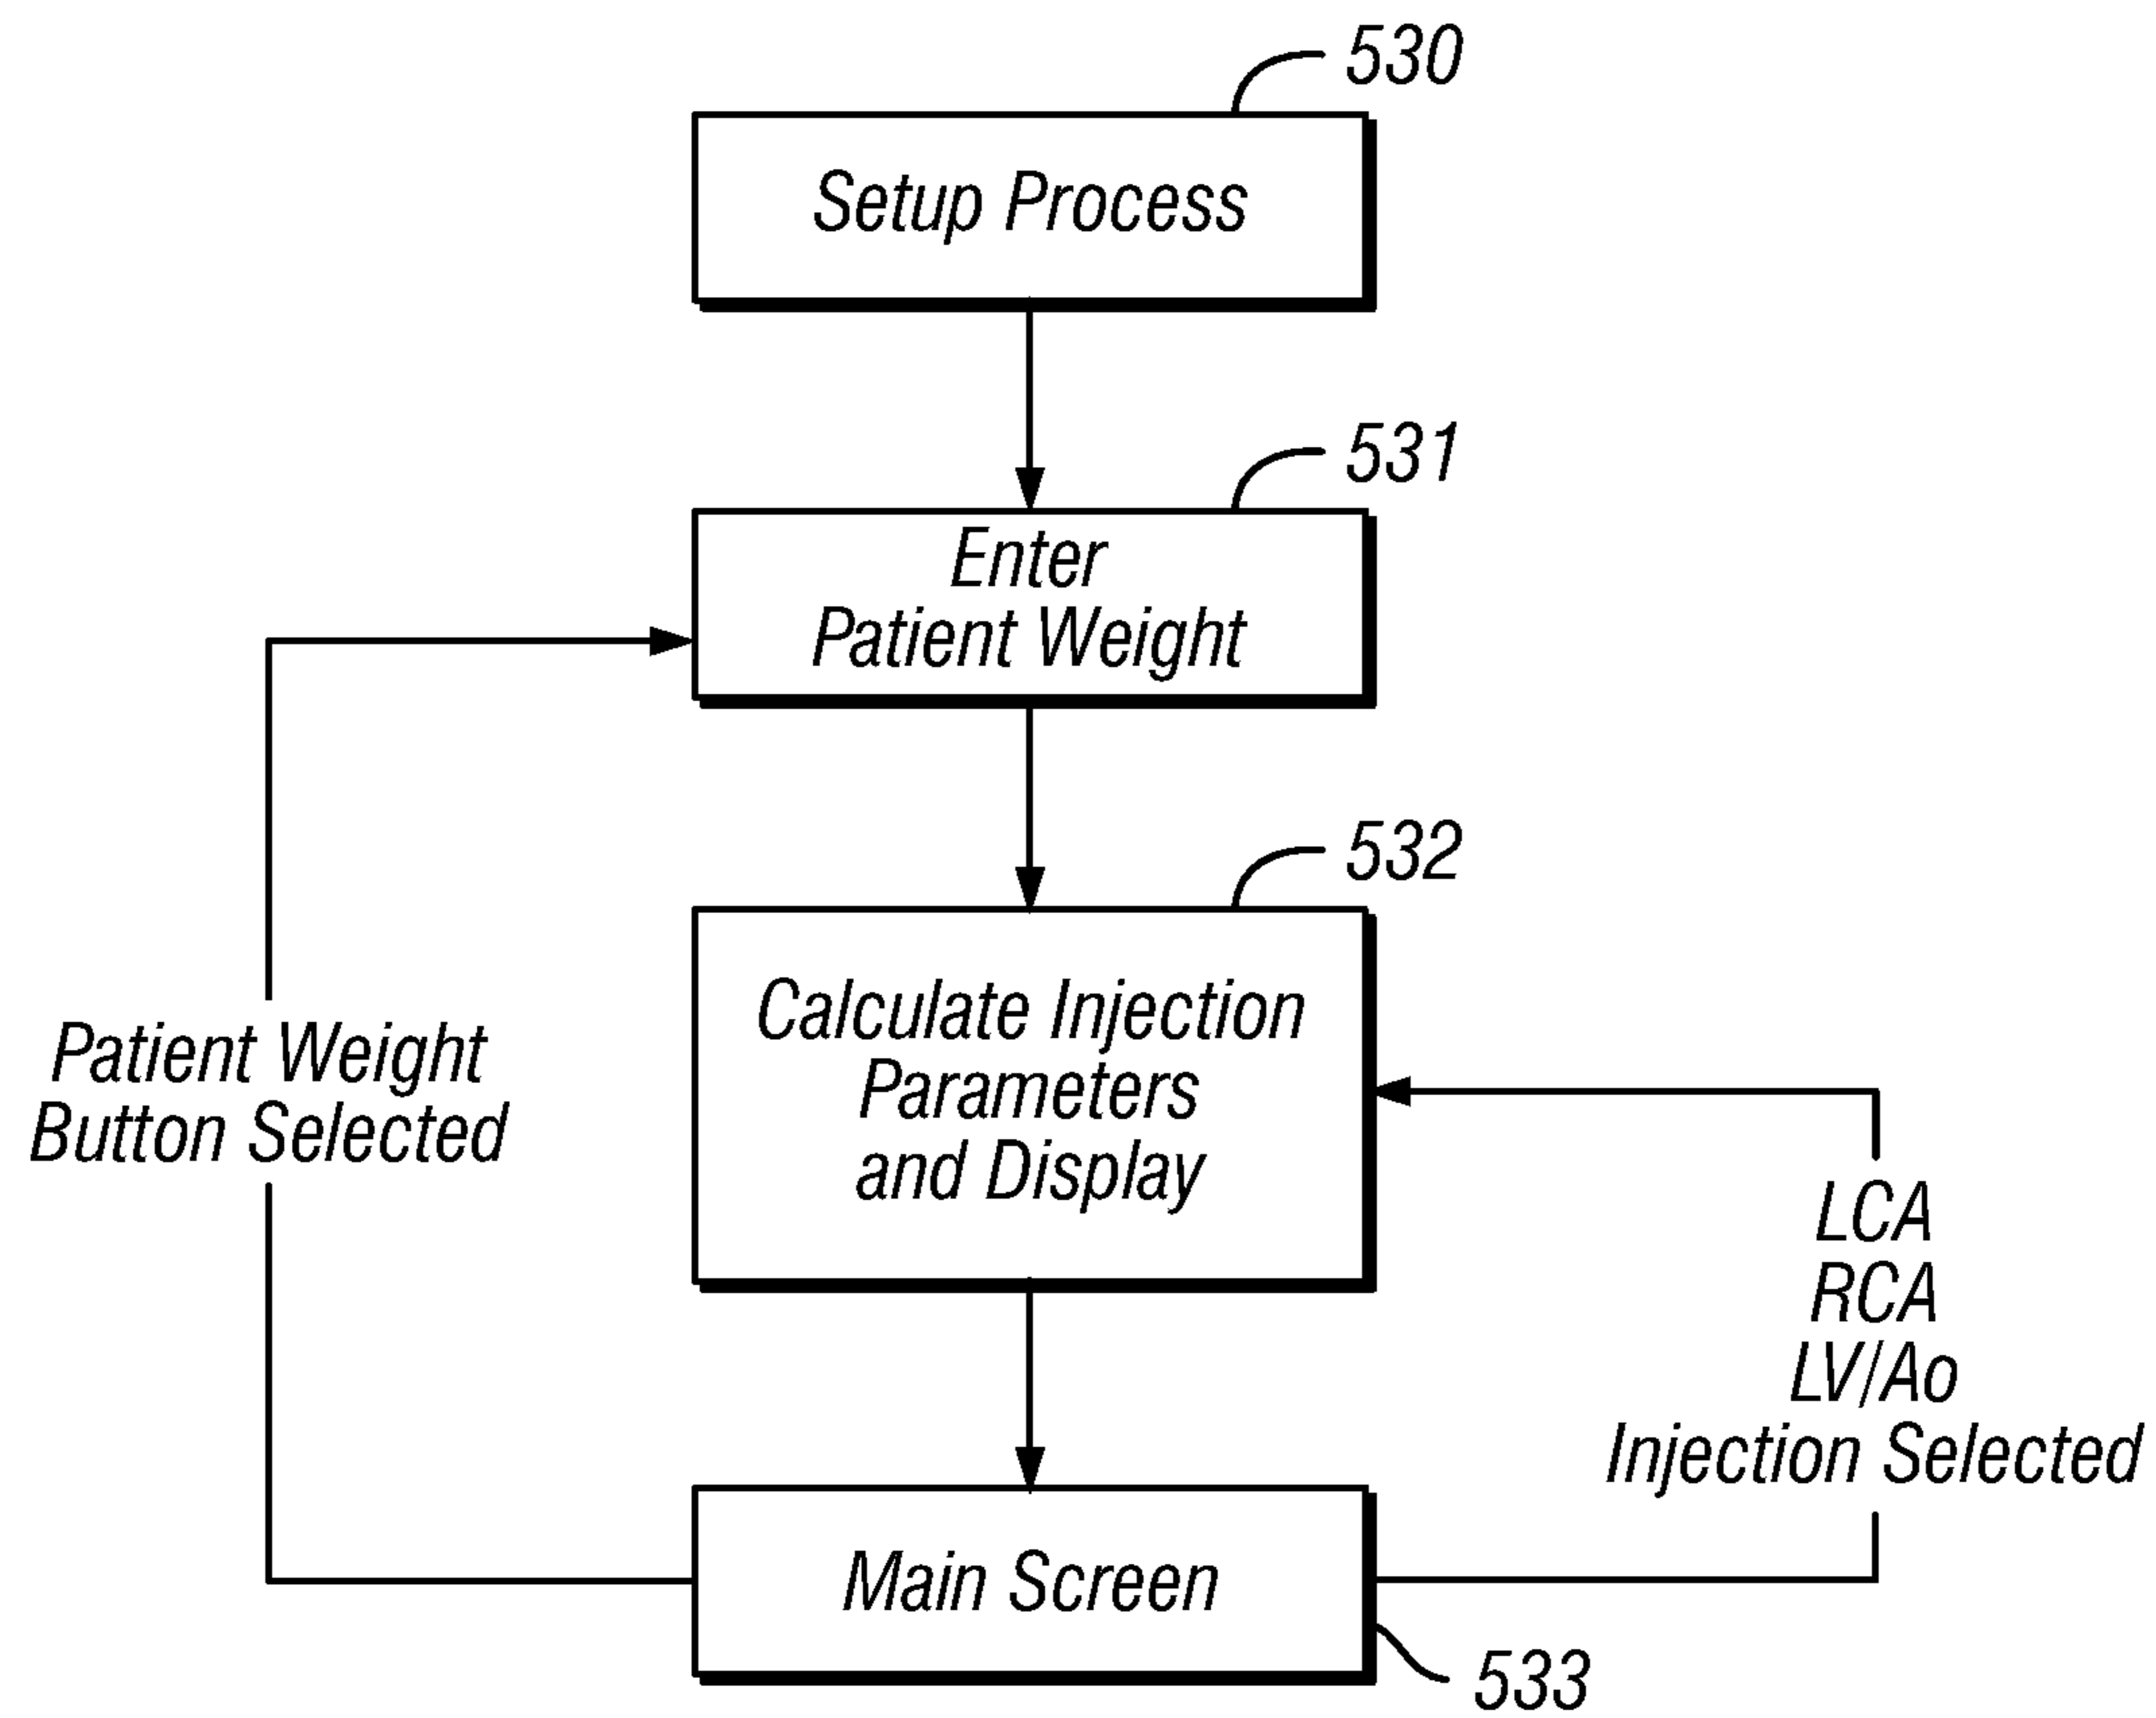 530
Setup Process
531
Enter
Patient Weight
532
Calculate Injection
Parameters
and Display
Patient Weight
Button Selected
LCA
RCA
LV/Ao
Injection Selected
Main Screen
533